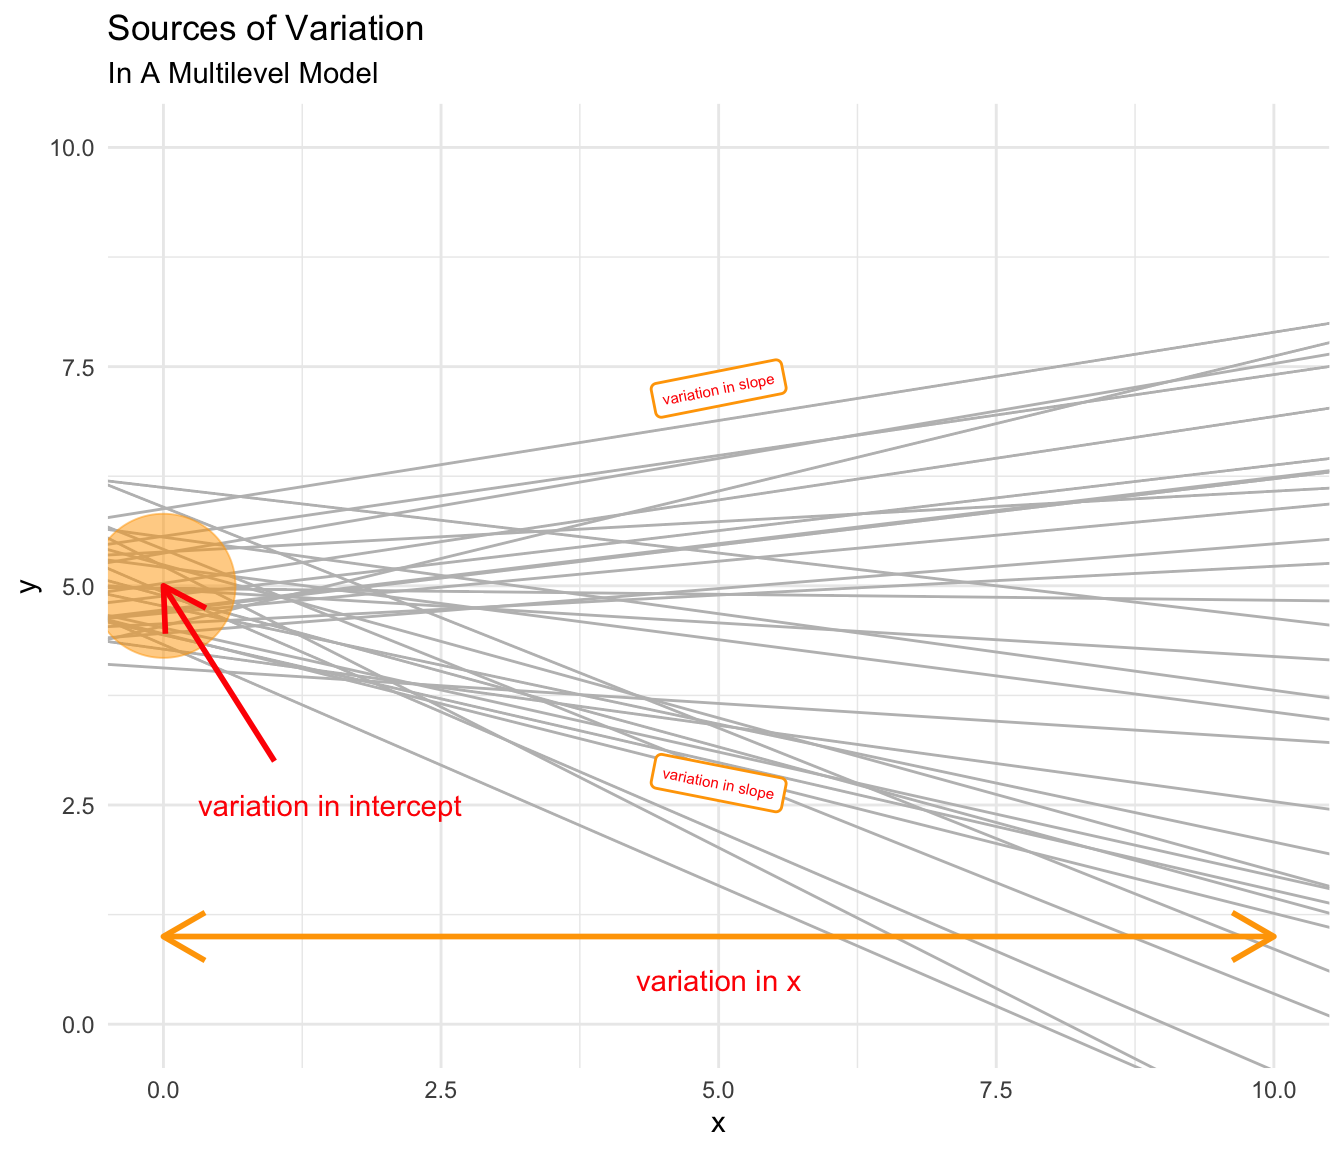 Sources of Variation
In A Multilevel Model
10.0
7.5
variation in slope
y
5.0
variation in slope
2.5
variation in intercept
variation in x
0.0
0.0 2.5 5.0 7.5 10.0
x